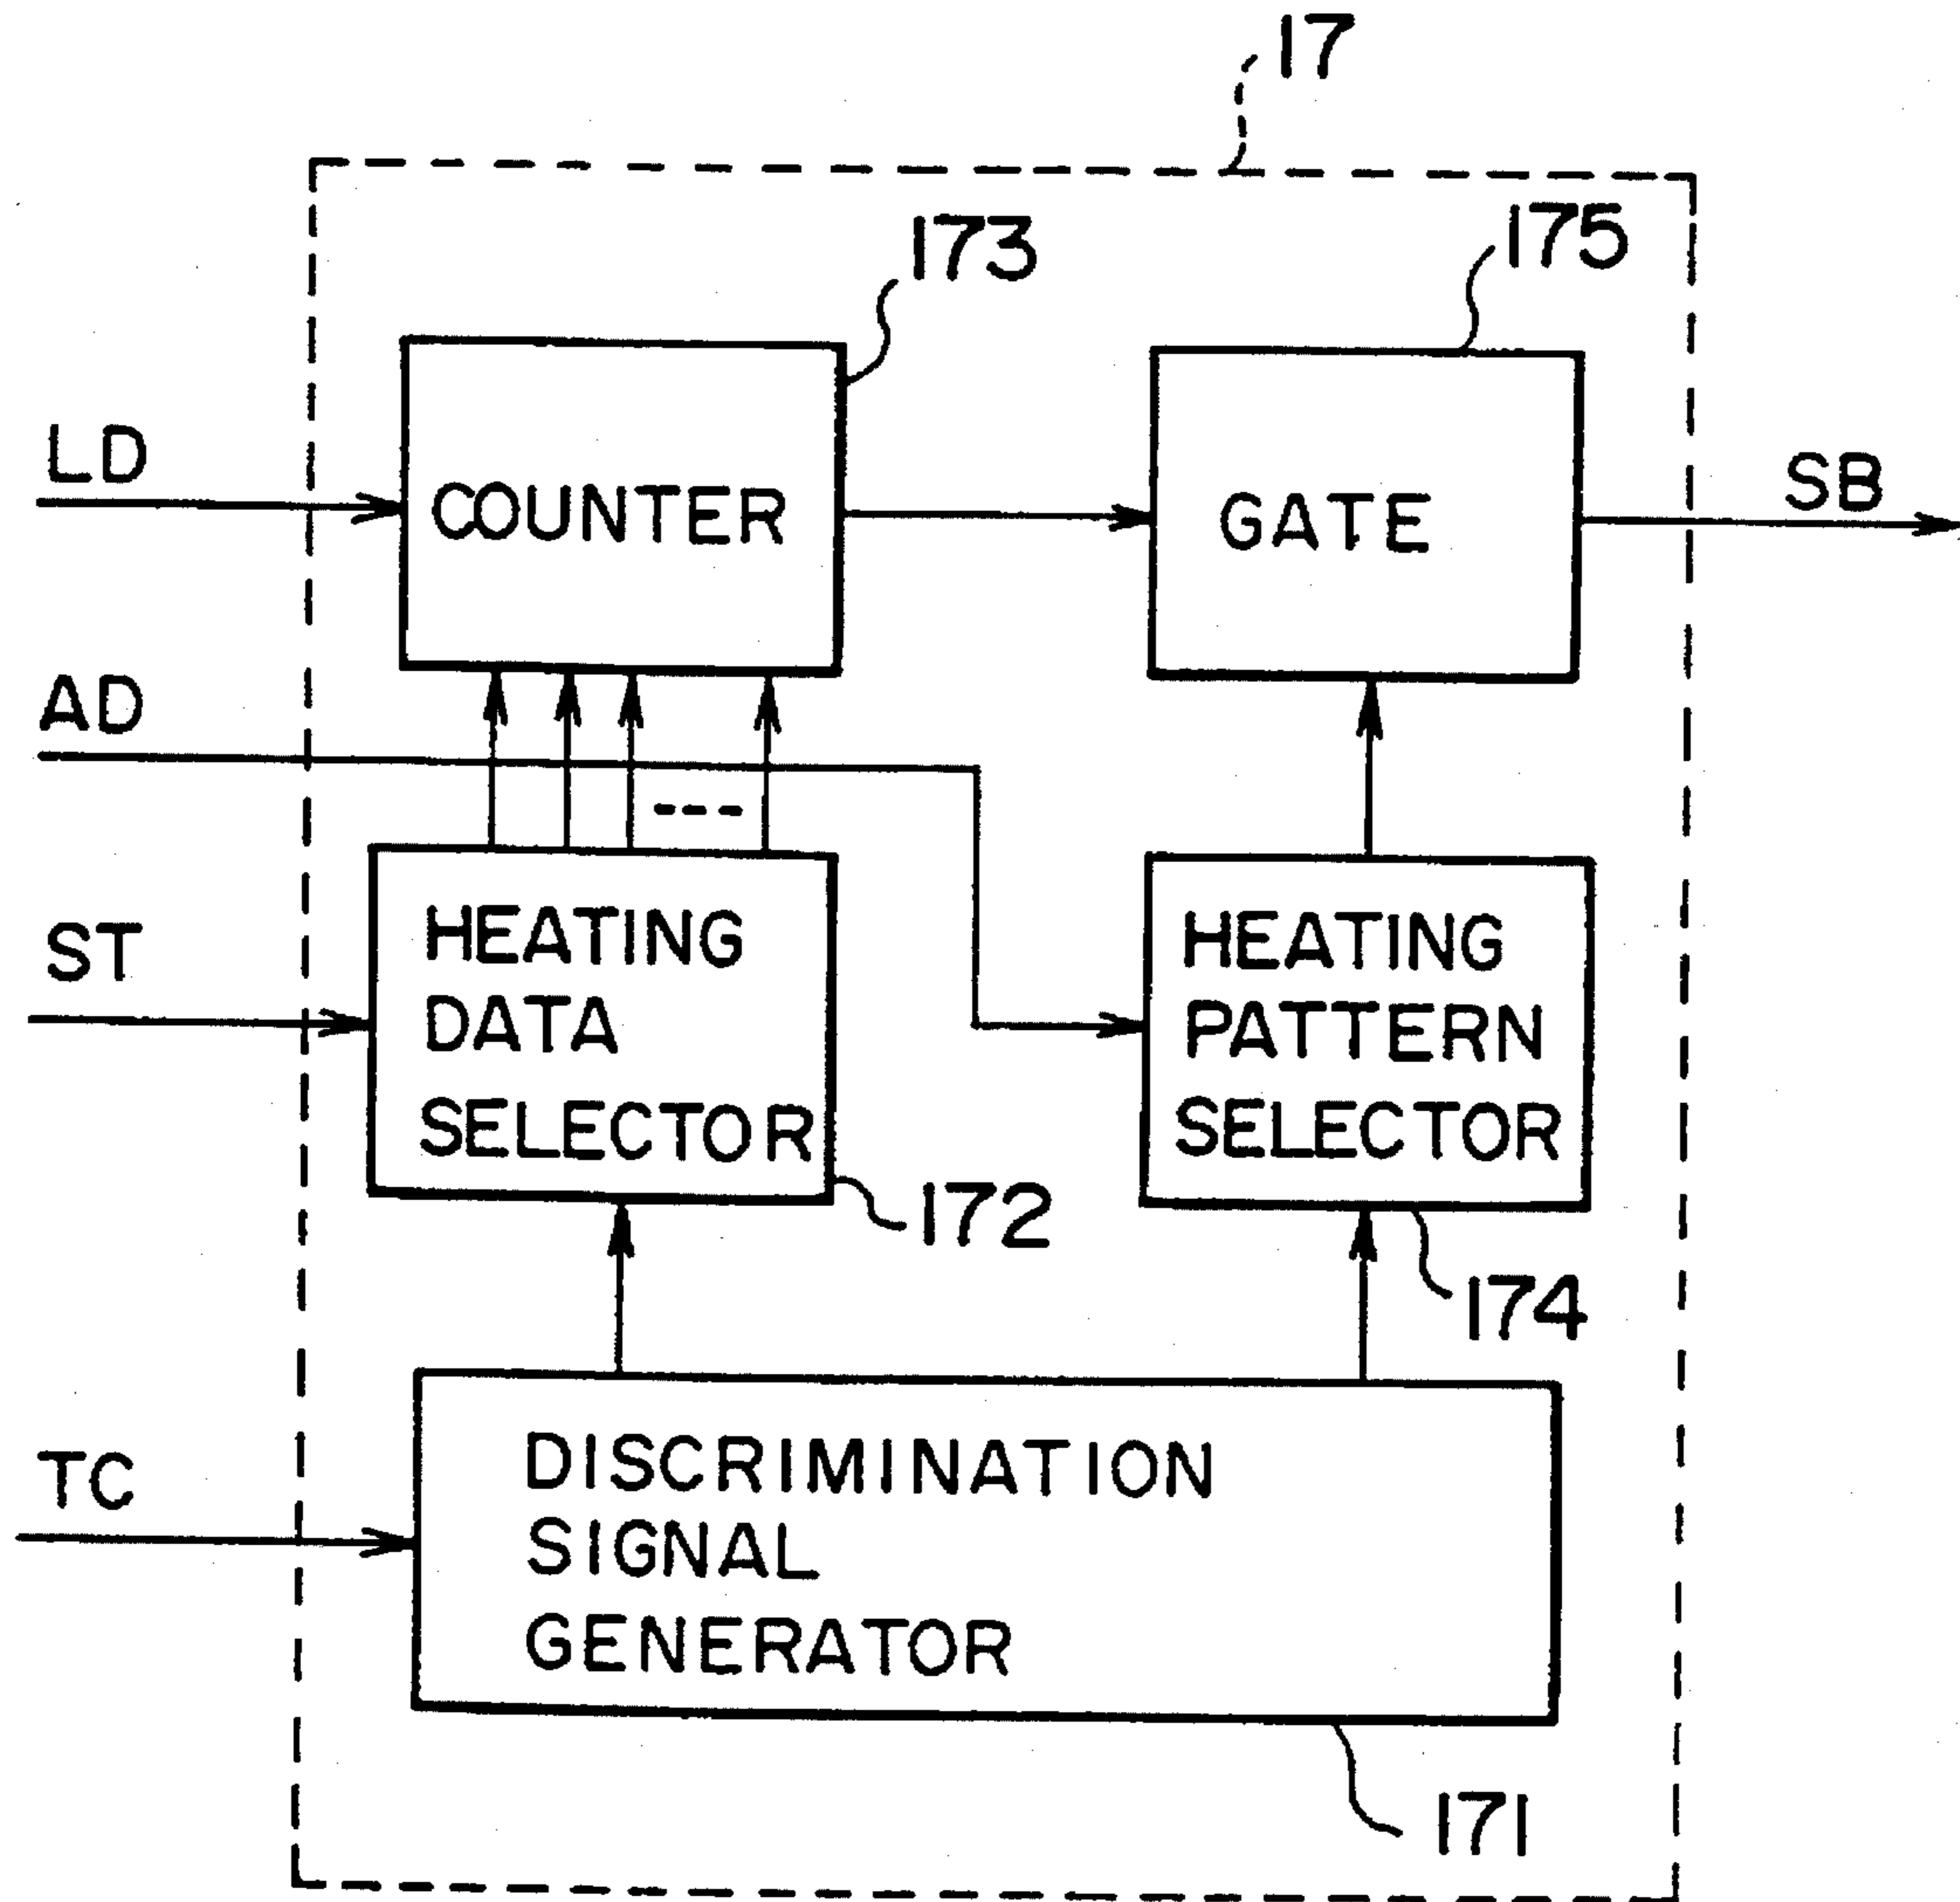 17
173
175
LD
COUNTER
GATE
SB
AD
ST
HEATING
DATA
SELECTOR
HEATING
PATTERN
SELECTOR
172
174
TC
DISCRIMINATION
SIGNAL
GENERATOR
171